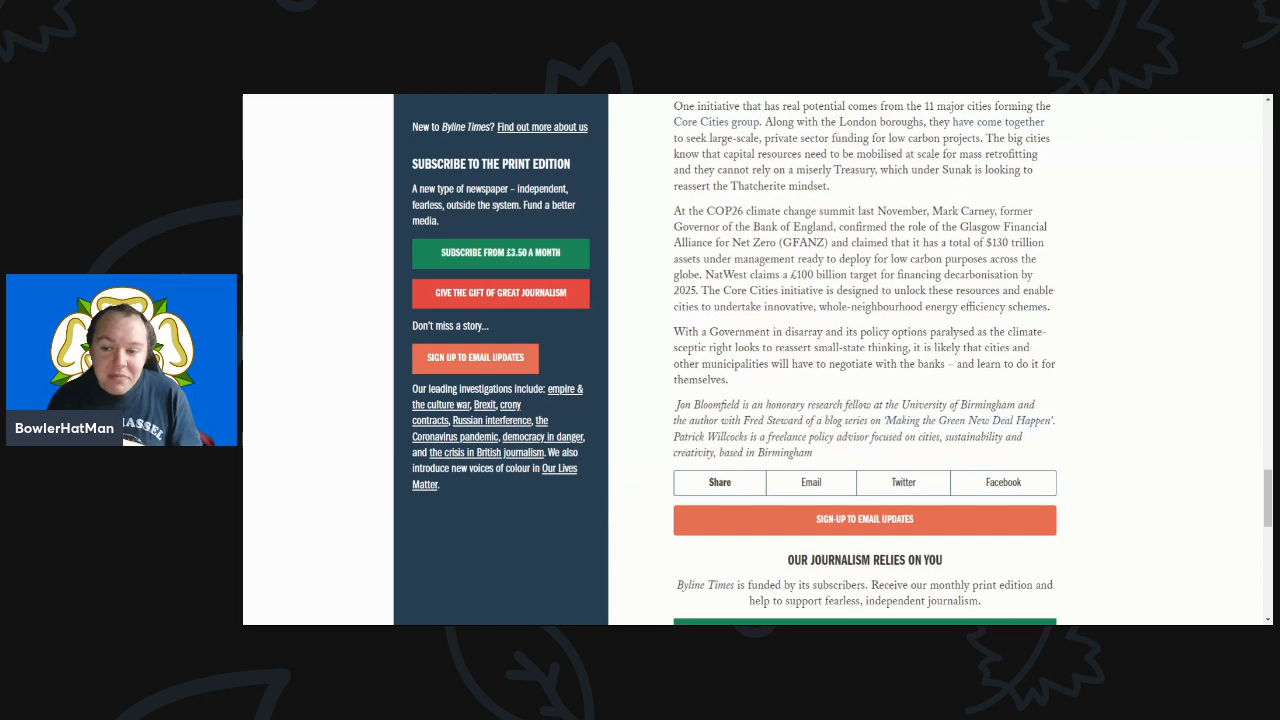 New to Byline Times? Find out more about us
SUBSCRIBE TO THE PRINT EDITION
A new type of newspaper – independent,
fearless, outside the system. Fund a better
media.
SUBSCRIBE FROM £3.50 A MONTH
GIVE THE GIFT OF GREAT JOURNALISM
Don't miss a story...
SIGN UP TO EMAIL UPDATES
Our leading investigations include: empire &
the culture war, Brexit, crony
contracts, Russian interference, the
Coronavirus pandemic, democracy in danger,
and the crisis in British journalism. We also
introduce new voices of colour in Our Lives
Matter.
One initiative that has real potential comes from the 11 major cities forming the
Core Cities group. Along with the London boroughs, they have come together
to seek large-scale, private sector funding for low carbon projects. The big cities
know that capital resources need to be mobilised at scale for mass retrofitting
and they cannot rely on a miserly Treasury, which under Sunak is looking to
reassert the Thatcherite mindset.
At the COP26 climate change summit last November, Mark Carney, former
Governor of the Bank of England, confirmed the role of the Glasgow Financial
Alliance for Net Zero (GFANZ) and claimed that it has a total of $130 trillion
assets under management ready to deploy for low carbon purposes across the
globe. NatWest claims a £100 billion target for financing decarbonisation by
2025. The Core Cities initiative is designed to unlock these resources and enable
cities to undertake innovative, whole-neighbourhood energy efficiency schemes.
With a Government in disarray and its policy options paralysed as the climate-
sceptic right looks to reassert small-state thinking, it is likely that cities and
other municipalities will have to negotiate with the banks – and learn to do it for
themselves.
Jon Bloomfield is an honorary research fellow at the University of Birmingham and
the author with Fred Steward of a blog series on 'Making the Green New Deal Happen'.
Patrick Willcocks is a freelance policy advisor focused on cities, sustainability and
creativity, based in Birmingham
Share Email Twitter Facebook
SIGN-UP TO EMAIL UPDATES
OUR JOURNALISM RELIES ON YOU
Byline Times is funded by its subscribers. Receive our monthly print edition and
help to support fearless, independent journalism.
BowlerHatMan